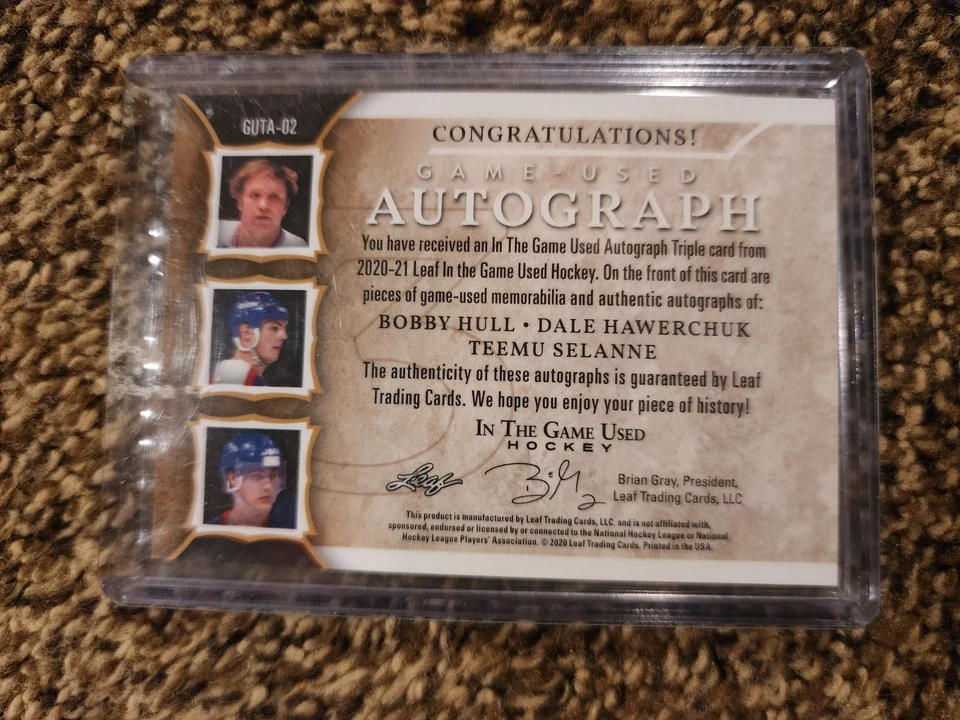 GUTA-02
CONGRATULATIONS!
GAME-USED
AUTOGRAPH
You have received an In The Game Used Autograph Triple card from
2020-21 Leaf In the Game Used Hockey. On the front of this card are
pieces of game-used memorabilia and authentic autographs of:
BOBBY HULL • DALE HAWERCHUK
TEEMU SELANNE
The authenticity of these autographs is guaranteed by Leaf
Trading Cards. We hope you enjoy your piece of history!
IN THE GAME USED
HOCKEY
Leaf
Brian Gray, President,
Leaf Trading Cards, LLC
This product is manufactured by Leaf Trading Cards, LLC. and is not affiliated with,
sponsored, endorsed or licensed by or connected to the National Hockey League or National
Hockey League Players' Association. © 2020 Leaf Trading Cards. Printed in the USA.